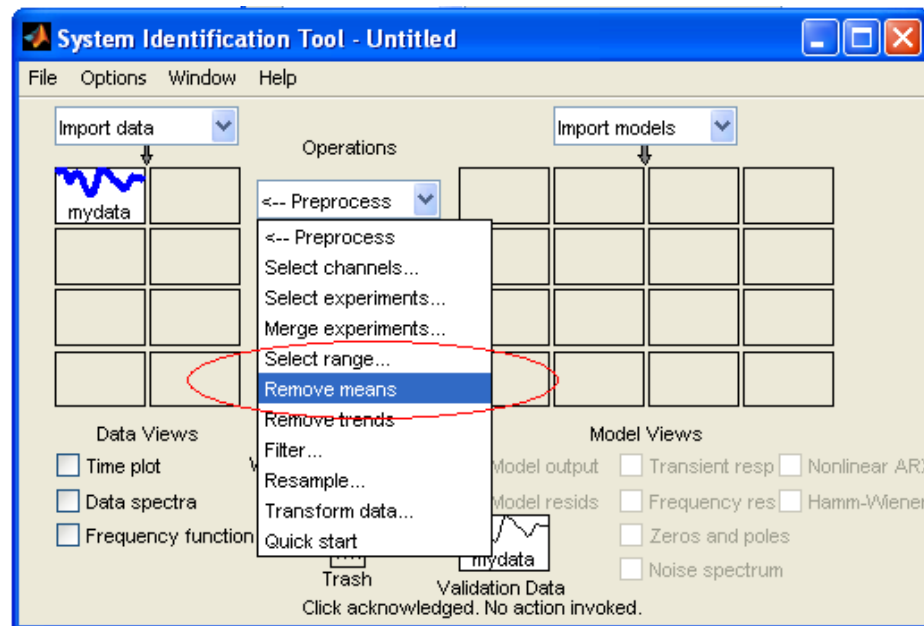 System Identification Tool - Untitled
File Options Window Help
Import data
Import models
Operations
mydata
<-- Preprocess
<-- Preprocess
Select channels...
Select experiments...
Merge experiments...
Select range...
Remove means
Remove trends
Filter...
Resample...
Transform data...
Quick start
Data Views
Time plot
Data spectra
Frequency function
Trash
mydata
Validation Data
Model Views
Model output
Transient resp
Nonlinear ARX
Model resids
Frequency resp
Hamm-Wiener
Zeros and poles
Noise spectrum
Click acknowledged. No action invoked.